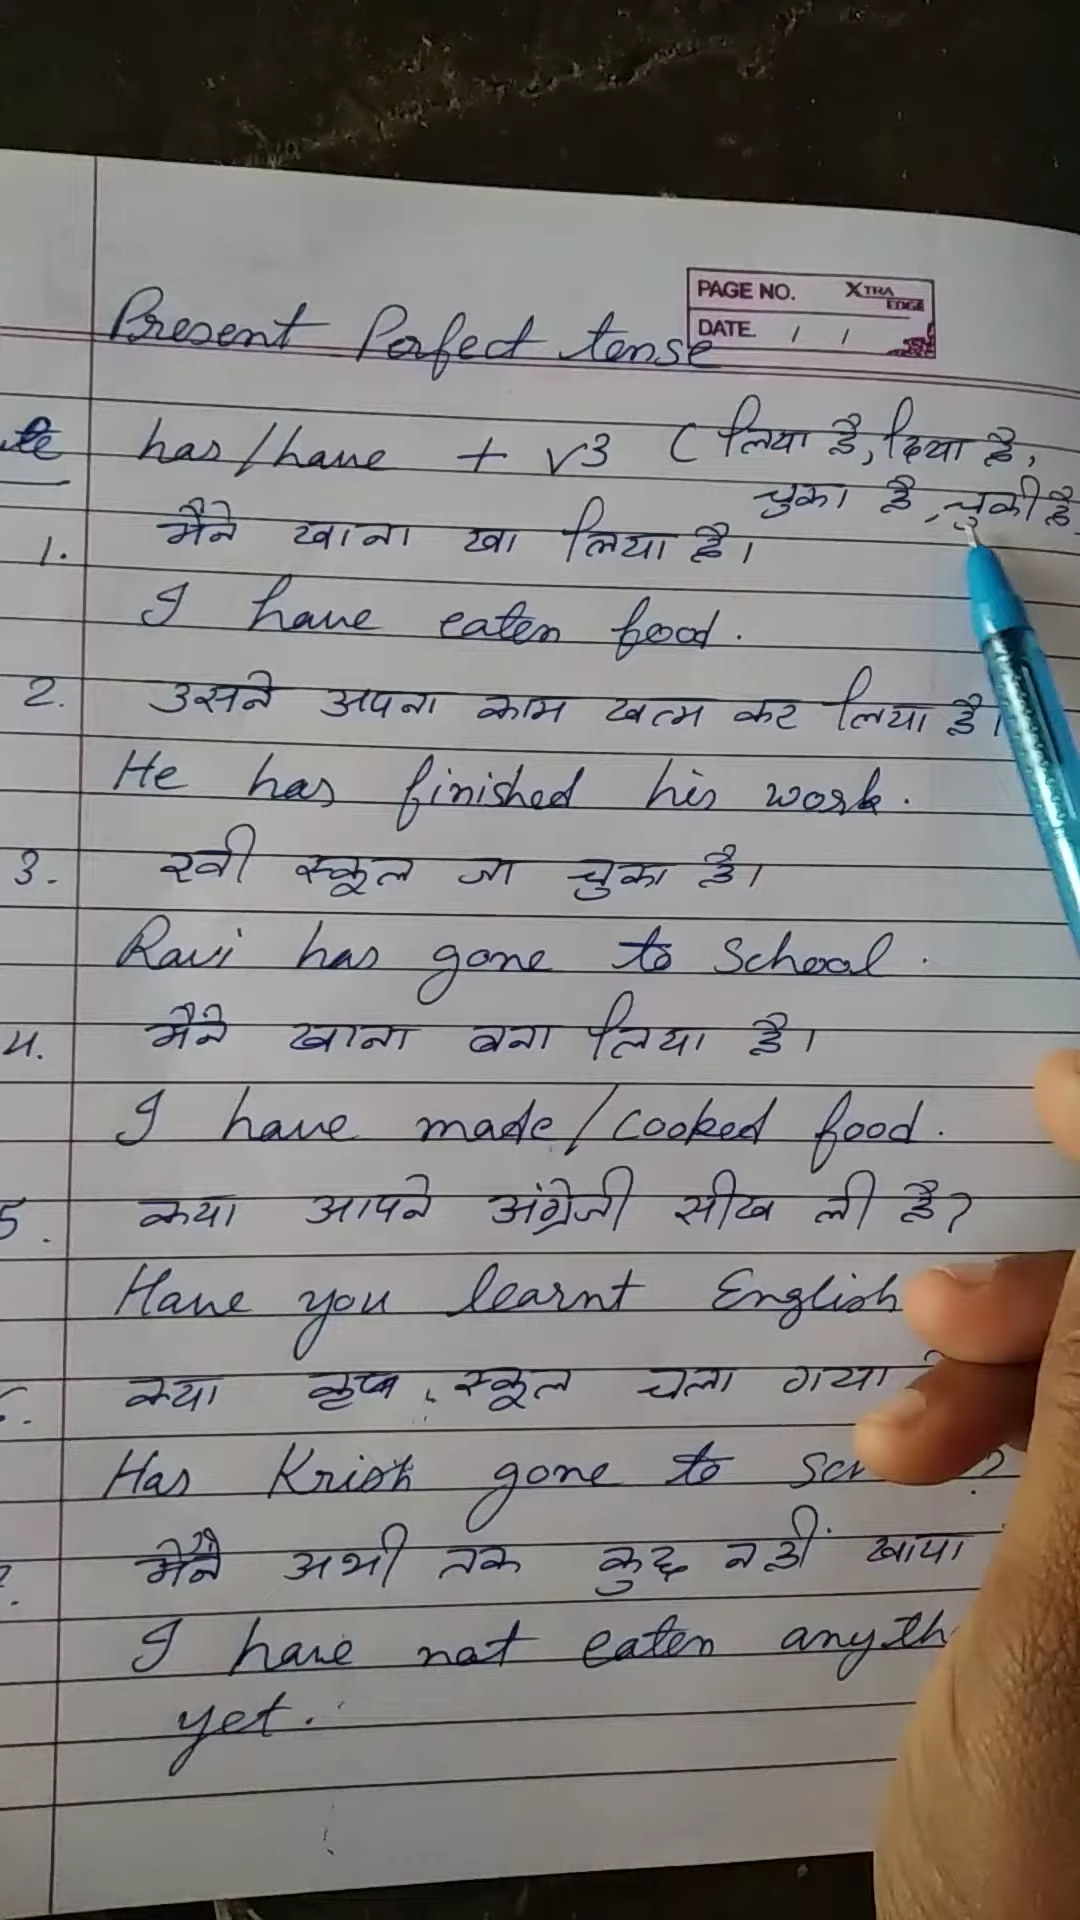 PAGE NO. XTRA EDGE
DATE. / /
Present Perfect tense
has/have + V3 (लिया है, दिया है,
चुका है, चुकी है
1. मैने खाना खा लिया है।
I have eaten food.
2. उसने अपना काम खत्म कर लिया है।
He has finished his work.
3. रवी स्कूल जा चुका है।
Ravi has gone to School.
4. मैने खाना बना लिया है।
I have made/cooked food.
5. क्या आपने अंग्रेजी सीख ली है?
Have you learnt English
क्या स्कूल चला गया
Has Krish gone to ?
मैने अभी तक कुछ नहीं खाया
I have not eaten
yet.